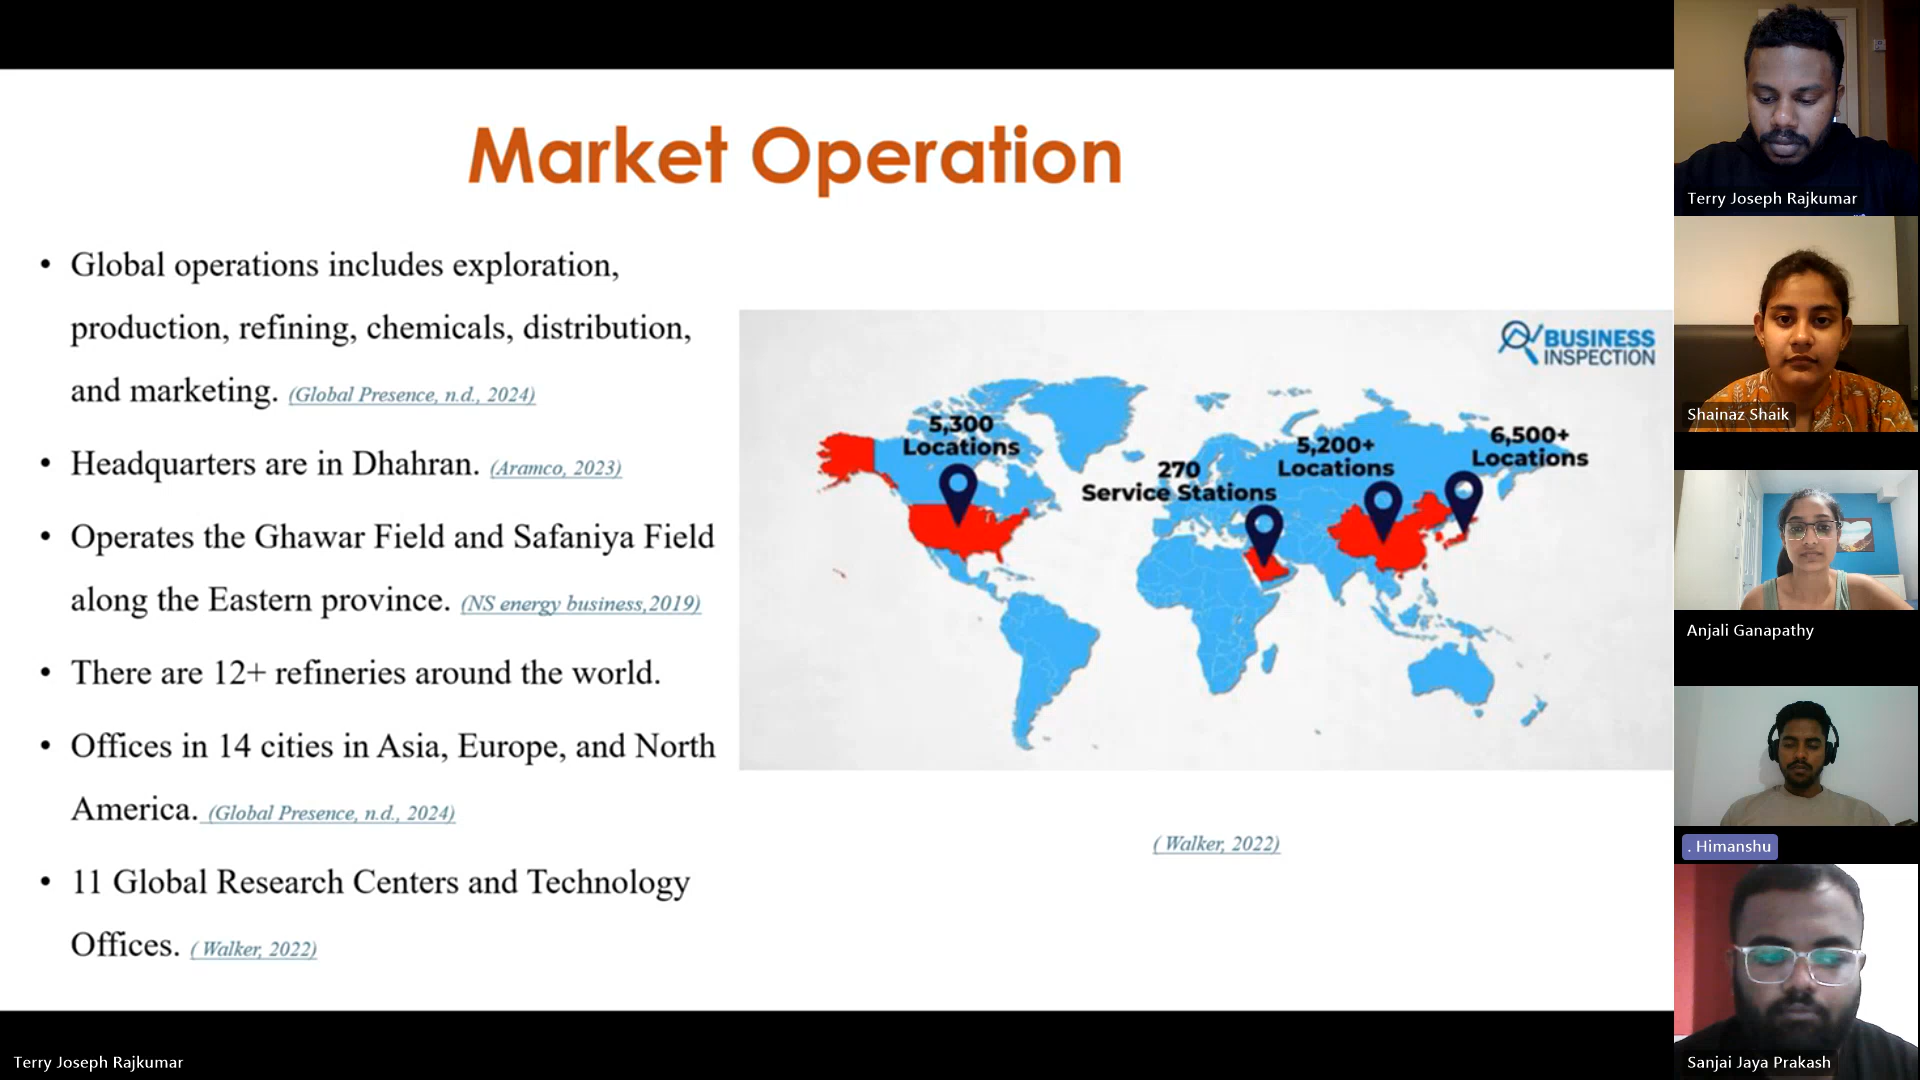 Market Operation
• Global operations includes exploration,
production, refining, chemicals, distribution,
and marketing. (Global Presence, n.d., 2024)
• Headquarters are in Dhahran. (Aramco, 2023)
• Operates the Ghawar Field and Safaniya Field
along the Eastern province. (NS energy business,2019)
• There are 12+ refineries around the world.
• Offices in 14 cities in Asia, Europe, and North
America. (Global Presence, n.d., 2024)
• 11 Global Research Centers and Technology
Offices. ( Walker, 2022)
BUSINESS
INSPECTION
5,300
Locations
270
Service Stations
5,200+
Locations
6,500+
Locations
( Walker, 2022)
Terry Joseph Rajkumar
Shainaz Shaik
Anjali Ganapathy
. Himanshu
Sanjai Jaya Prakash
Terry Joseph Rajkumar